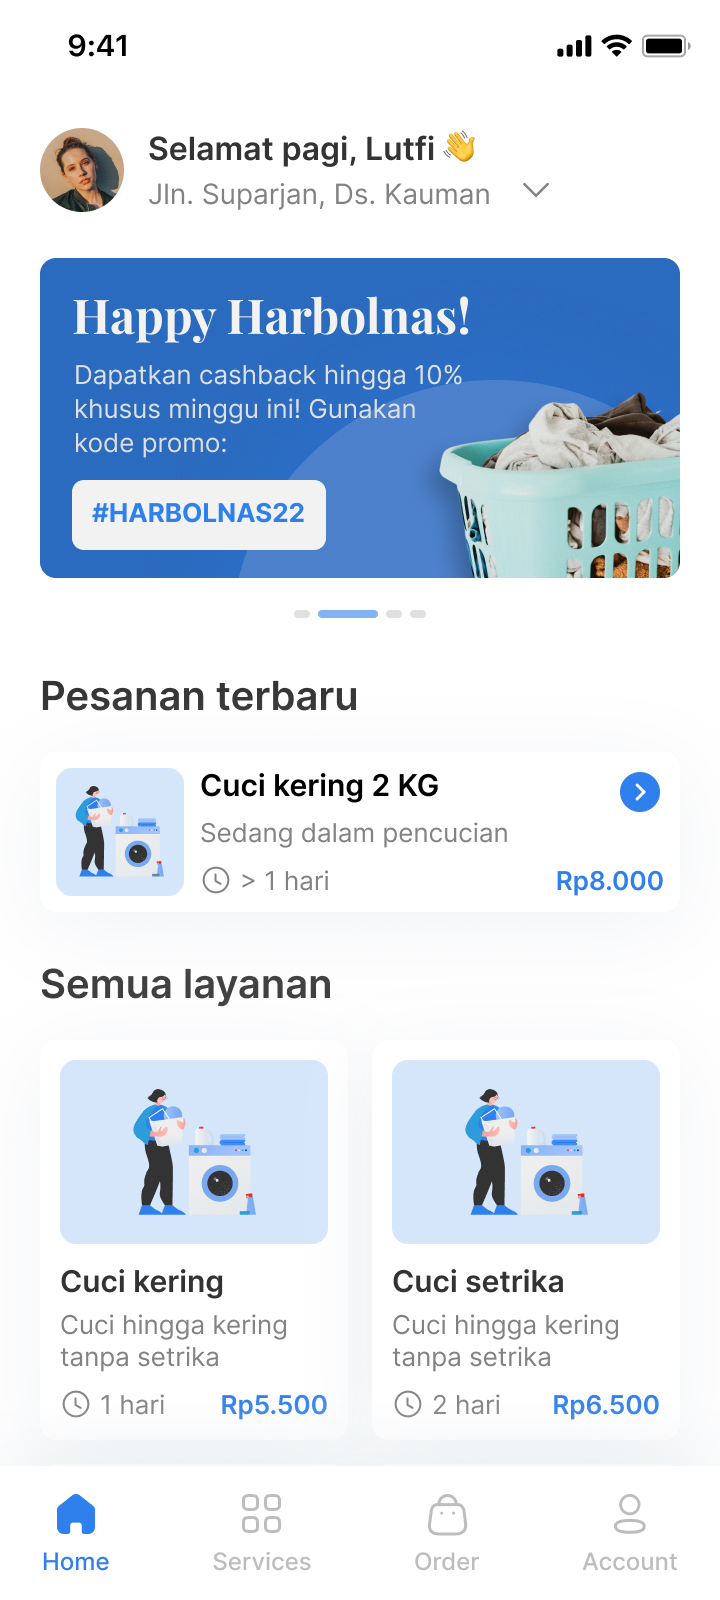 9:41
Selamat pagi, Lutfi 👋
Jln. Suparjan, Ds. Kauman
Happy Harbolnas!
Dapatkan cashback hingga 10%
khusus minggu ini! Gunakan
kode promo:
#HARBOLNAS22
Pesanan terbaru
Cuci kering 2 KG
Sedang dalam pencucian
> 1 hari
Rp8.000
Semua layanan
Cuci kering
Cuci hingga kering
tanpa setrika
1 hari
Rp5.500
Cuci setrika
Cuci hingga kering
tanpa setrika
2 hari
Rp6.500
Home
Services
Order
Account